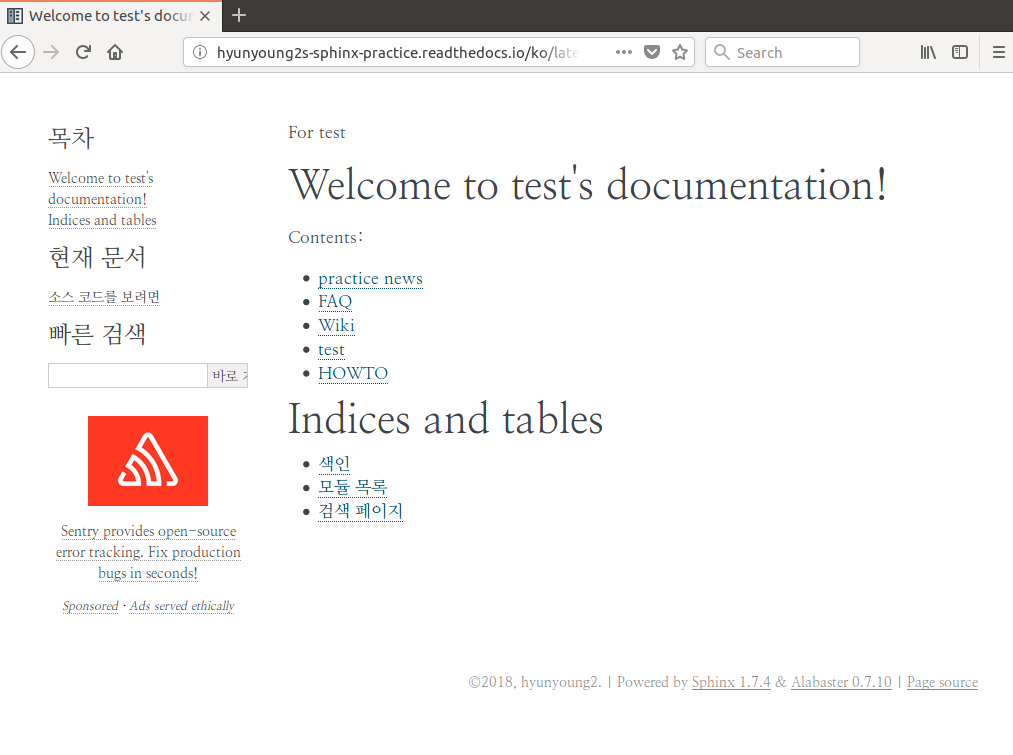 Welcome to test's docu
hyunyoung2s-sphinx-practice.readthedocs.io/ko/late
Search
목차
Welcome to test's
documentation!
Indices and tables
현재 문서
소스 코드를 보려면
빠른 검색
바로
Sentry provides open-source
error tracking. Fix production
bugs in seconds!
Sponsored · Ads served ethically
For test
Welcome to test's documentation!
Contents:
practice news
FAQ
Wiki
test
HOWTO
Indices and tables
색인
모듈 목록
검색 페이지
©2018, hyunyoung2. | Powered by Sphinx 1.7.4 & Alabaster 0.7.10 | Page source